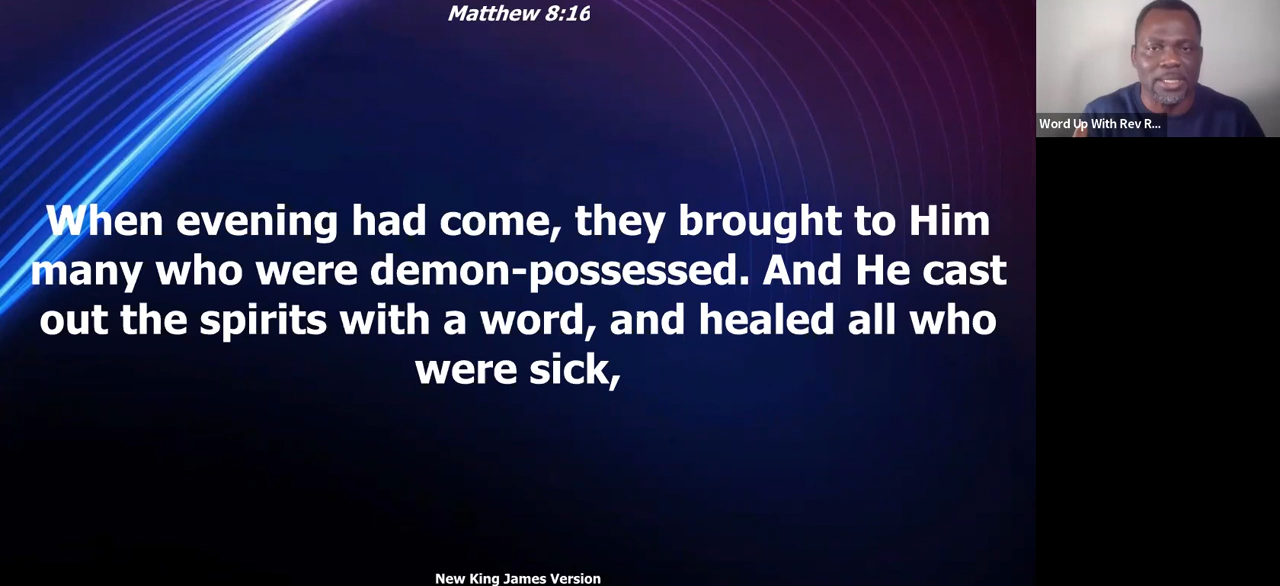 Matthew 8:16
When evening had come, they brought to Him
many who were demon-possessed. And He cast
out the spirits with a word, and healed all who
were sick,
New King James Version
Word Up With Rev R...